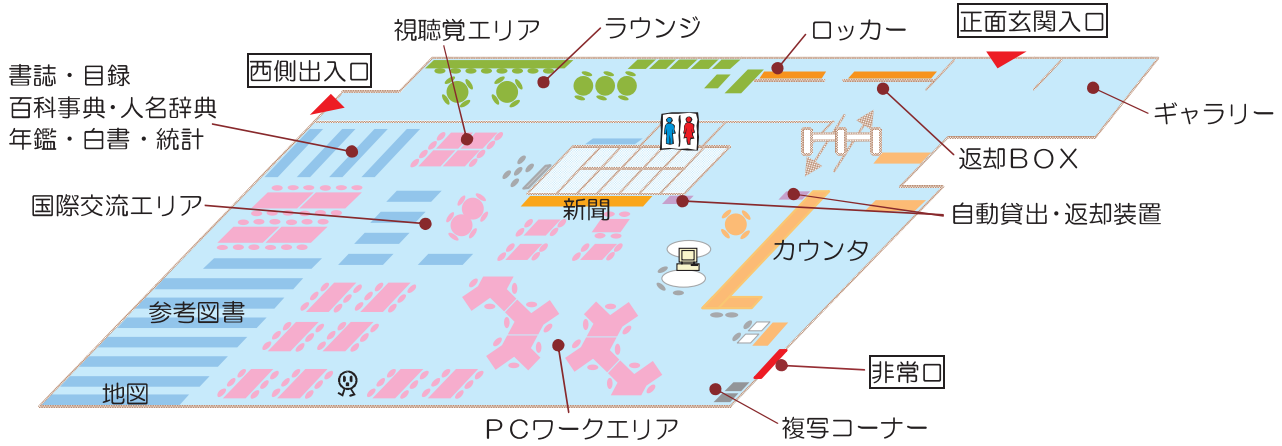 正面玄関入口
視聴覚エリア
ラウンジ
ロッカー
西側出入口
書誌・目録
百科事典・人名辞典
年鑑・白書・統計
ギャラリー
返却BOX
国際交流エリア
新聞
自動貸出・返却装置
カウンタ
参考図書
地図
非常口
PCワークエリア
複写コーナー